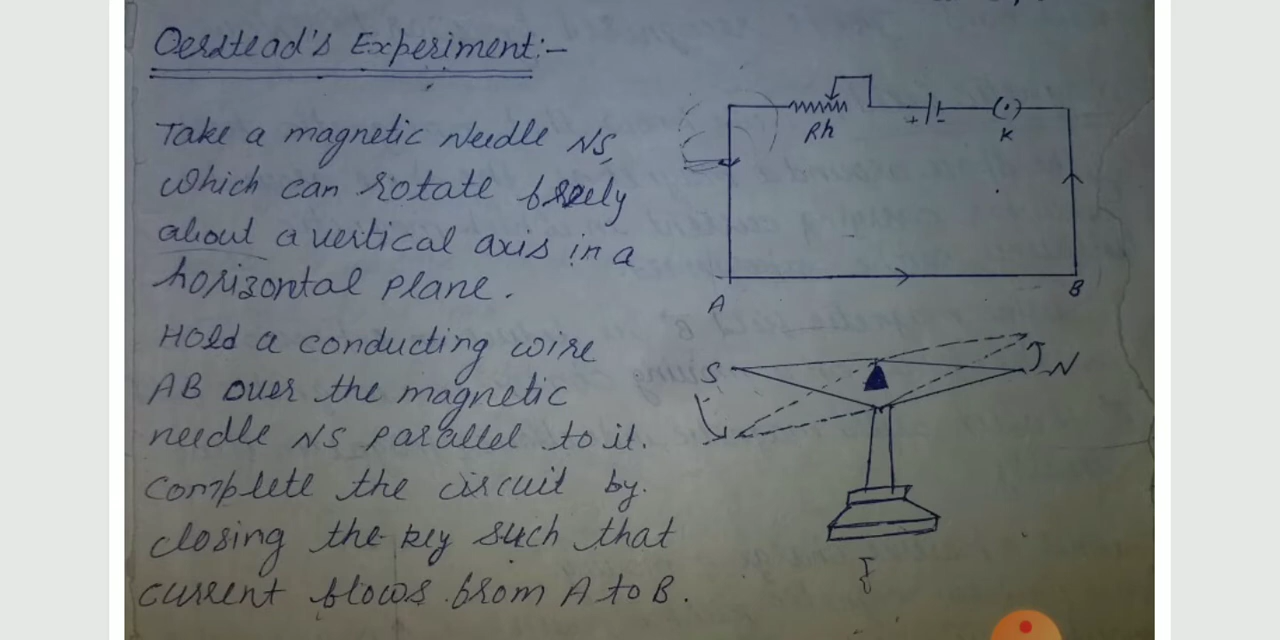 Oerdtead's Experiment:-
Take a magnetic Needle NS,
which can rotate freely
about a vertical axis in a
horizontal plane.
Hold a conducting wire
AB over the magnetic
needle NS parallel to it.
Complete the circuit by.
closing the key such that
current flows from A to B.
Rh
+ -
K
A
B
S
N